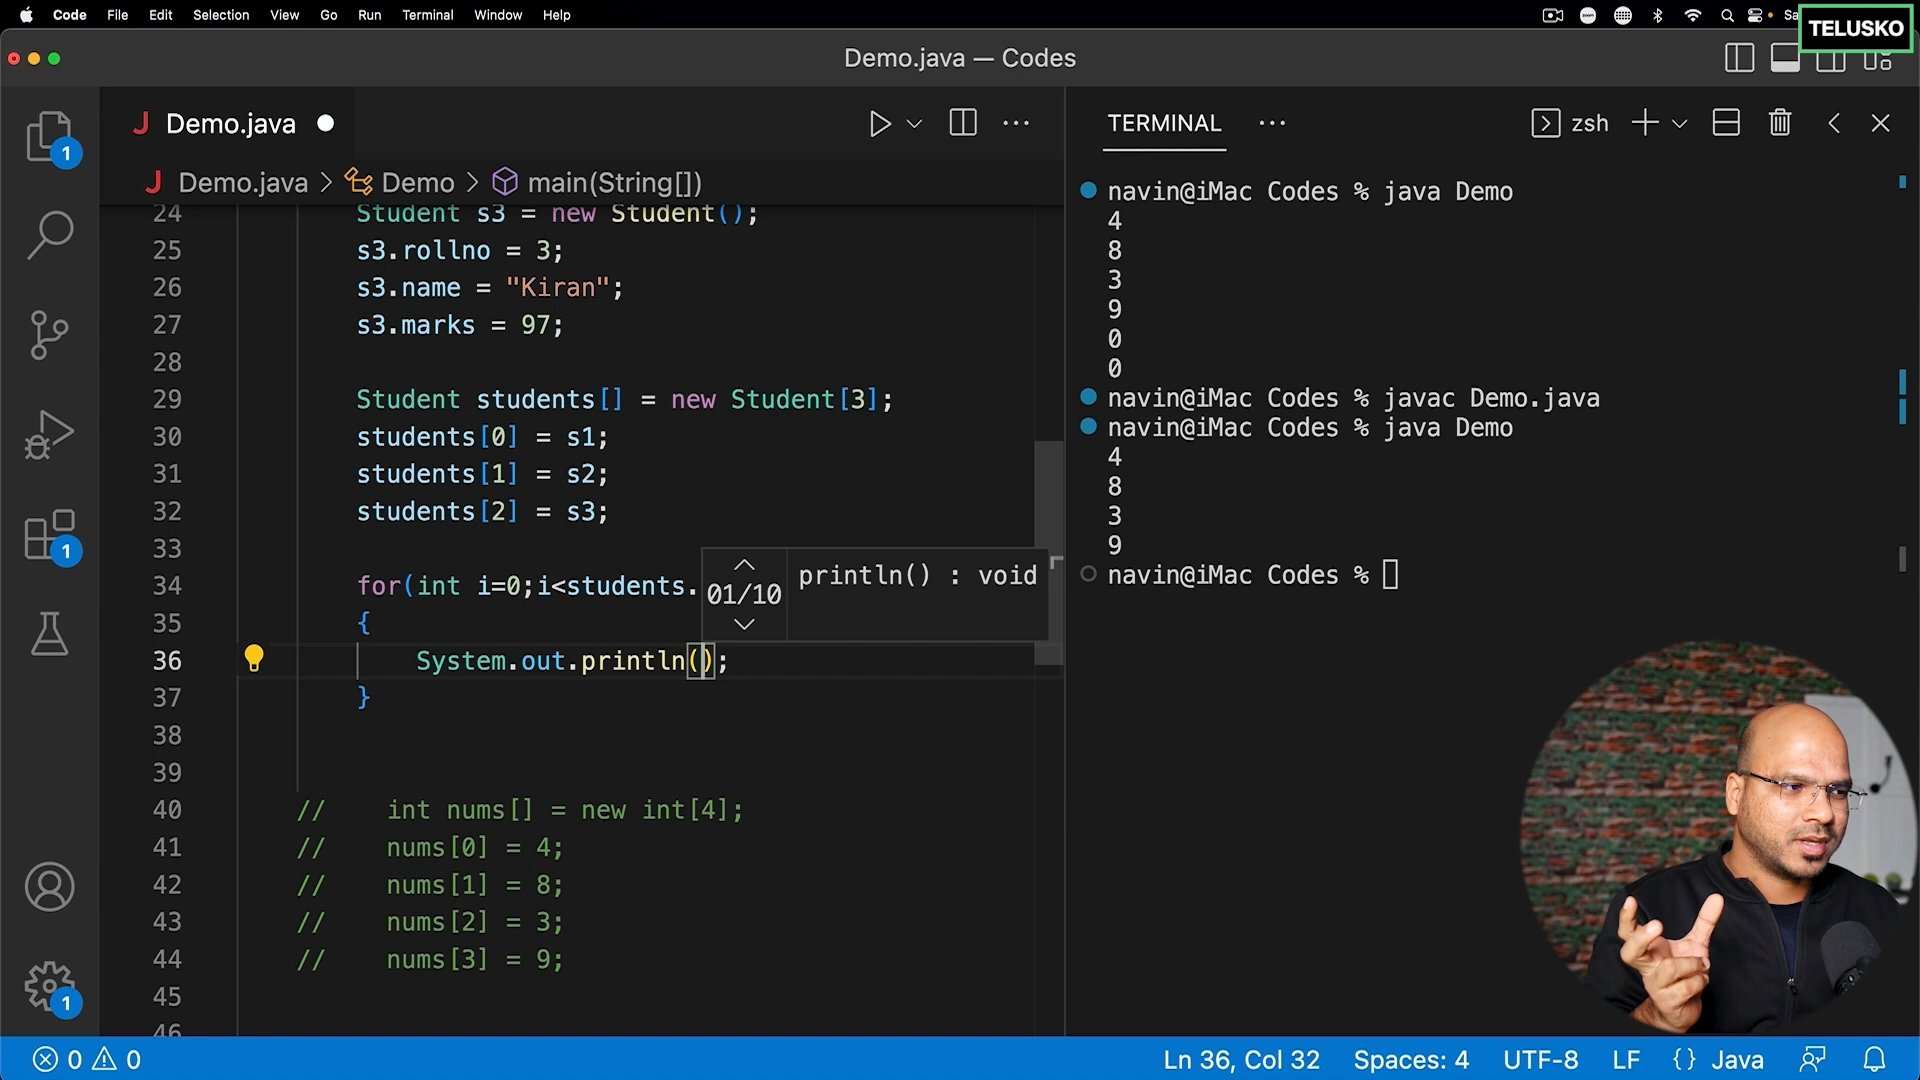 Code File Edit Selection View Go Run Terminal Window Help
TELUSKO
Demo.java — Codes
Demo.java
Demo.java > Demo > main(String[])
24 Student s3 = new Student();
25 s3.rollno = 3;
26 s3.name = "Kiran";
27 s3.marks = 97;
28
29 Student students[] = new Student[3];
30 students[0] = s1;
31 students[1] = s2;
32 students[2] = s3;
33
34 for(int i=0;i<students.
01/10 println() : void
35 {
36 System.out.println();
37 }
38
39
40 // int nums[] = new int[4];
41 // nums[0] = 4;
42 // nums[1] = 8;
43 // nums[2] = 3;
44 // nums[3] = 9;
45
46
TERMINAL
zsh
navin@iMac Codes % java Demo
4
8
3
9
0
0
navin@iMac Codes % javac Demo.java
navin@iMac Codes % java Demo
4
8
3
9
navin@iMac Codes %
1
1
1
0 0
Ln 36, Col 32 Spaces: 4 UTF-8 LF {} Java